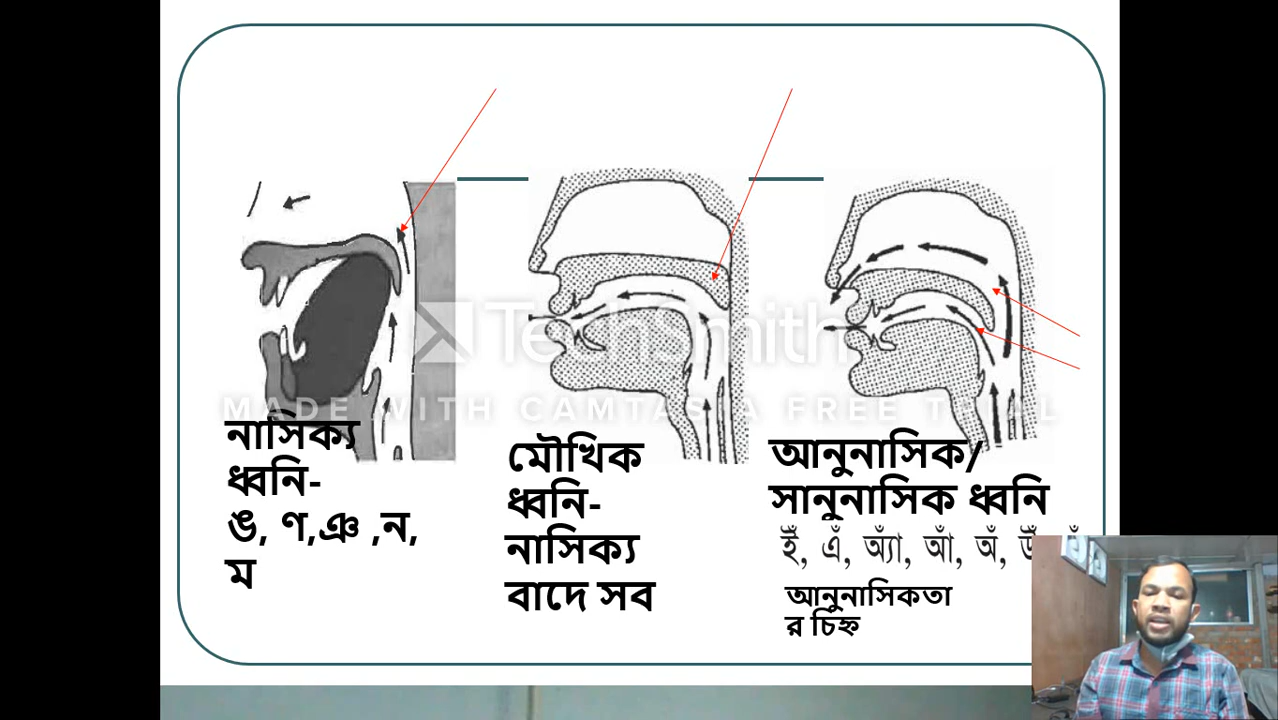 TechSmith
MADE WITH CAMTASIA FREE TRIAL
নাসিক্য
ধ্বনি-
ঙ, ণ,ঞ ,ন,
ম
মৌখিক
ধ্বনি-
নাসিক্য
বাদে সব
আনুনাসিক/
সানুনাসিক ধ্বনি
ইঁ, এঁ, অ্যাঁ, আঁ, অঁ, উঁ
আনুনাসিকতা
র চিহ্ন